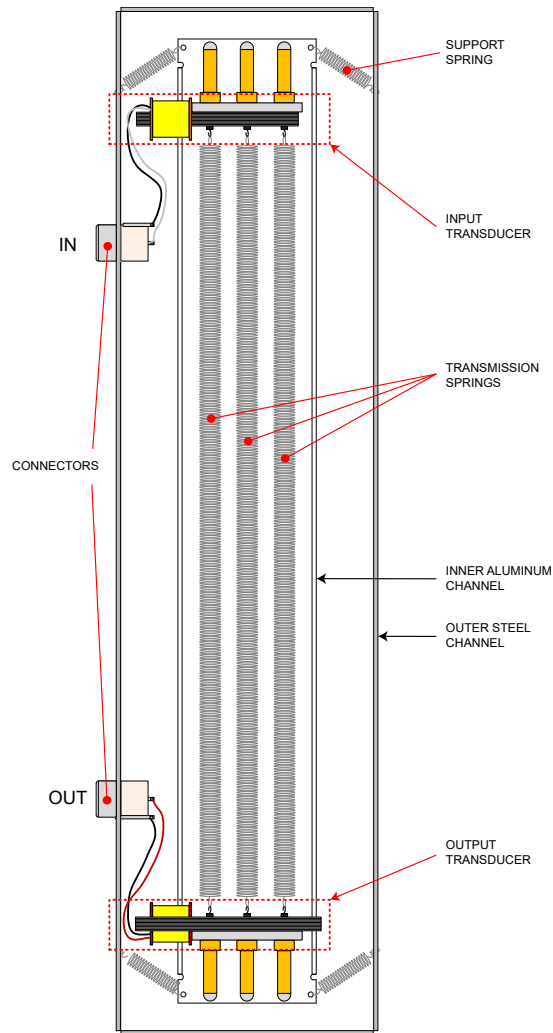 SUPPORT
SPRING
INPUT
TRANSDUCER
IN
TRANSMISSION
SPRINGS
CONNECTORS
INNER ALUMINUM
CHANNEL
OUTER STEEL
CHANNEL
OUT
OUTPUT
TRANSDUCER